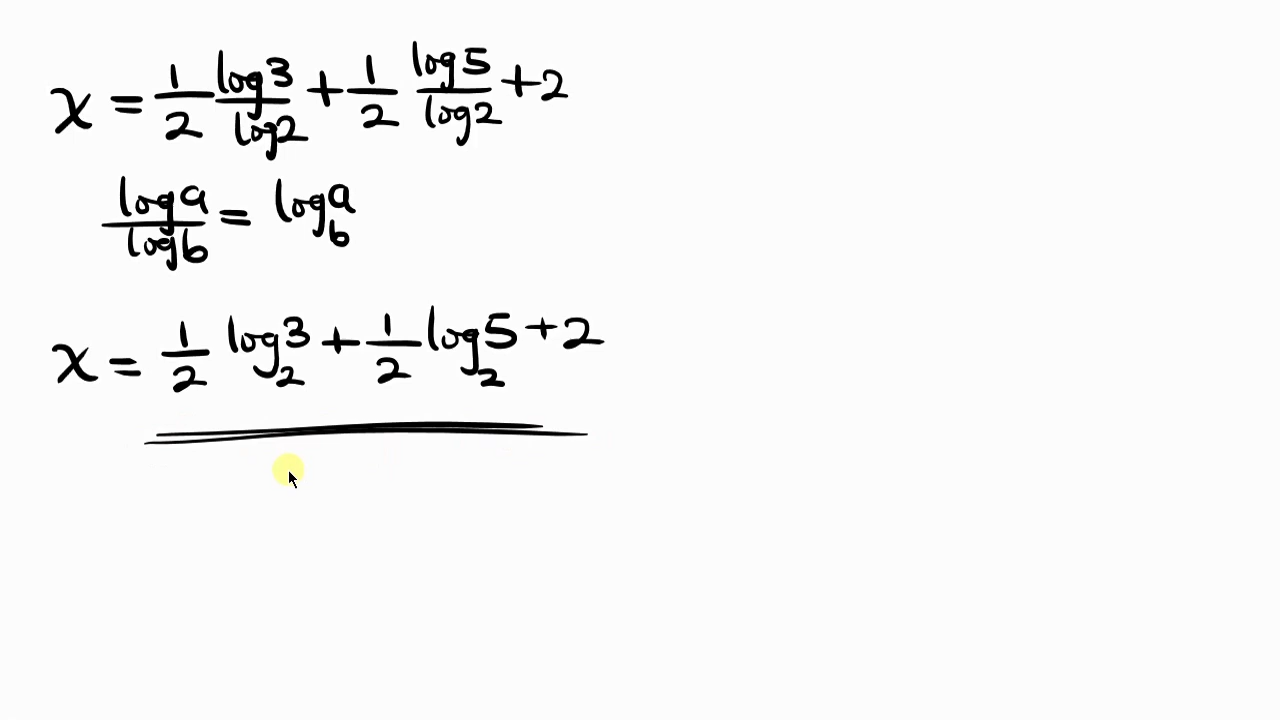 x = 1/2 log3/log2 + 1/2 log5/log2 + 2
loga/logb = log_b a
x = 1/2 log_2 3 + 1/2 log_2 5 + 2